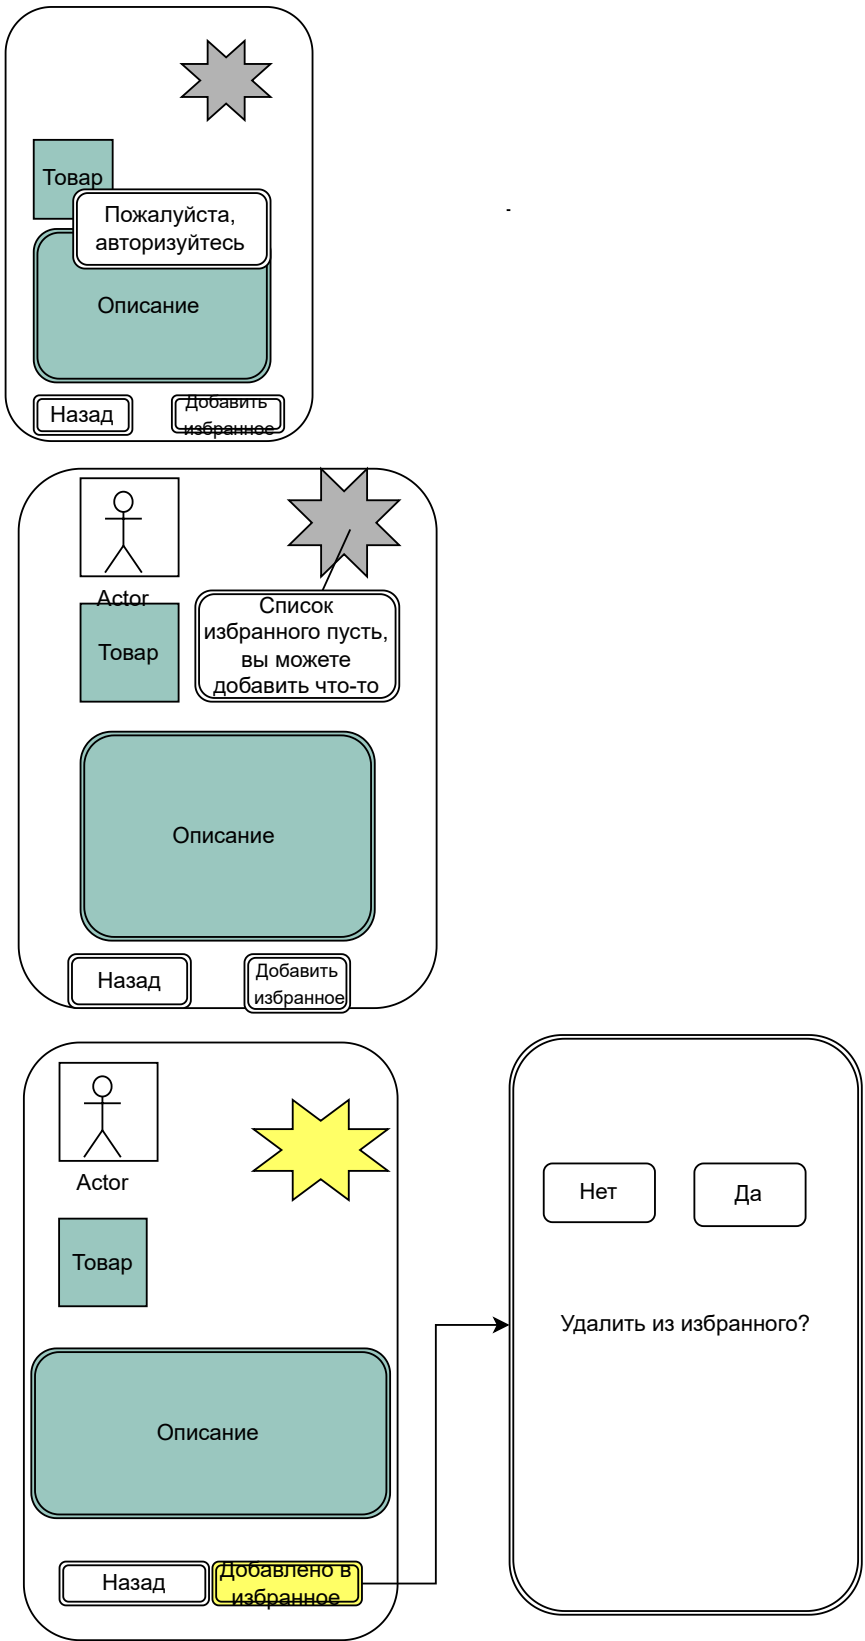 Товар
Пожалуйста,
авторизуйтесь
-
Описание
Назад
Добавить
избранное
Actor
Товар
Список
избранного пусть,
вы можете
добавить что-то
Описание
Назад
Добавить
избранное
Actor
Товар
Описание
Назад
Добавлено в
избранное
Нет
Да
Удалить из избранного?